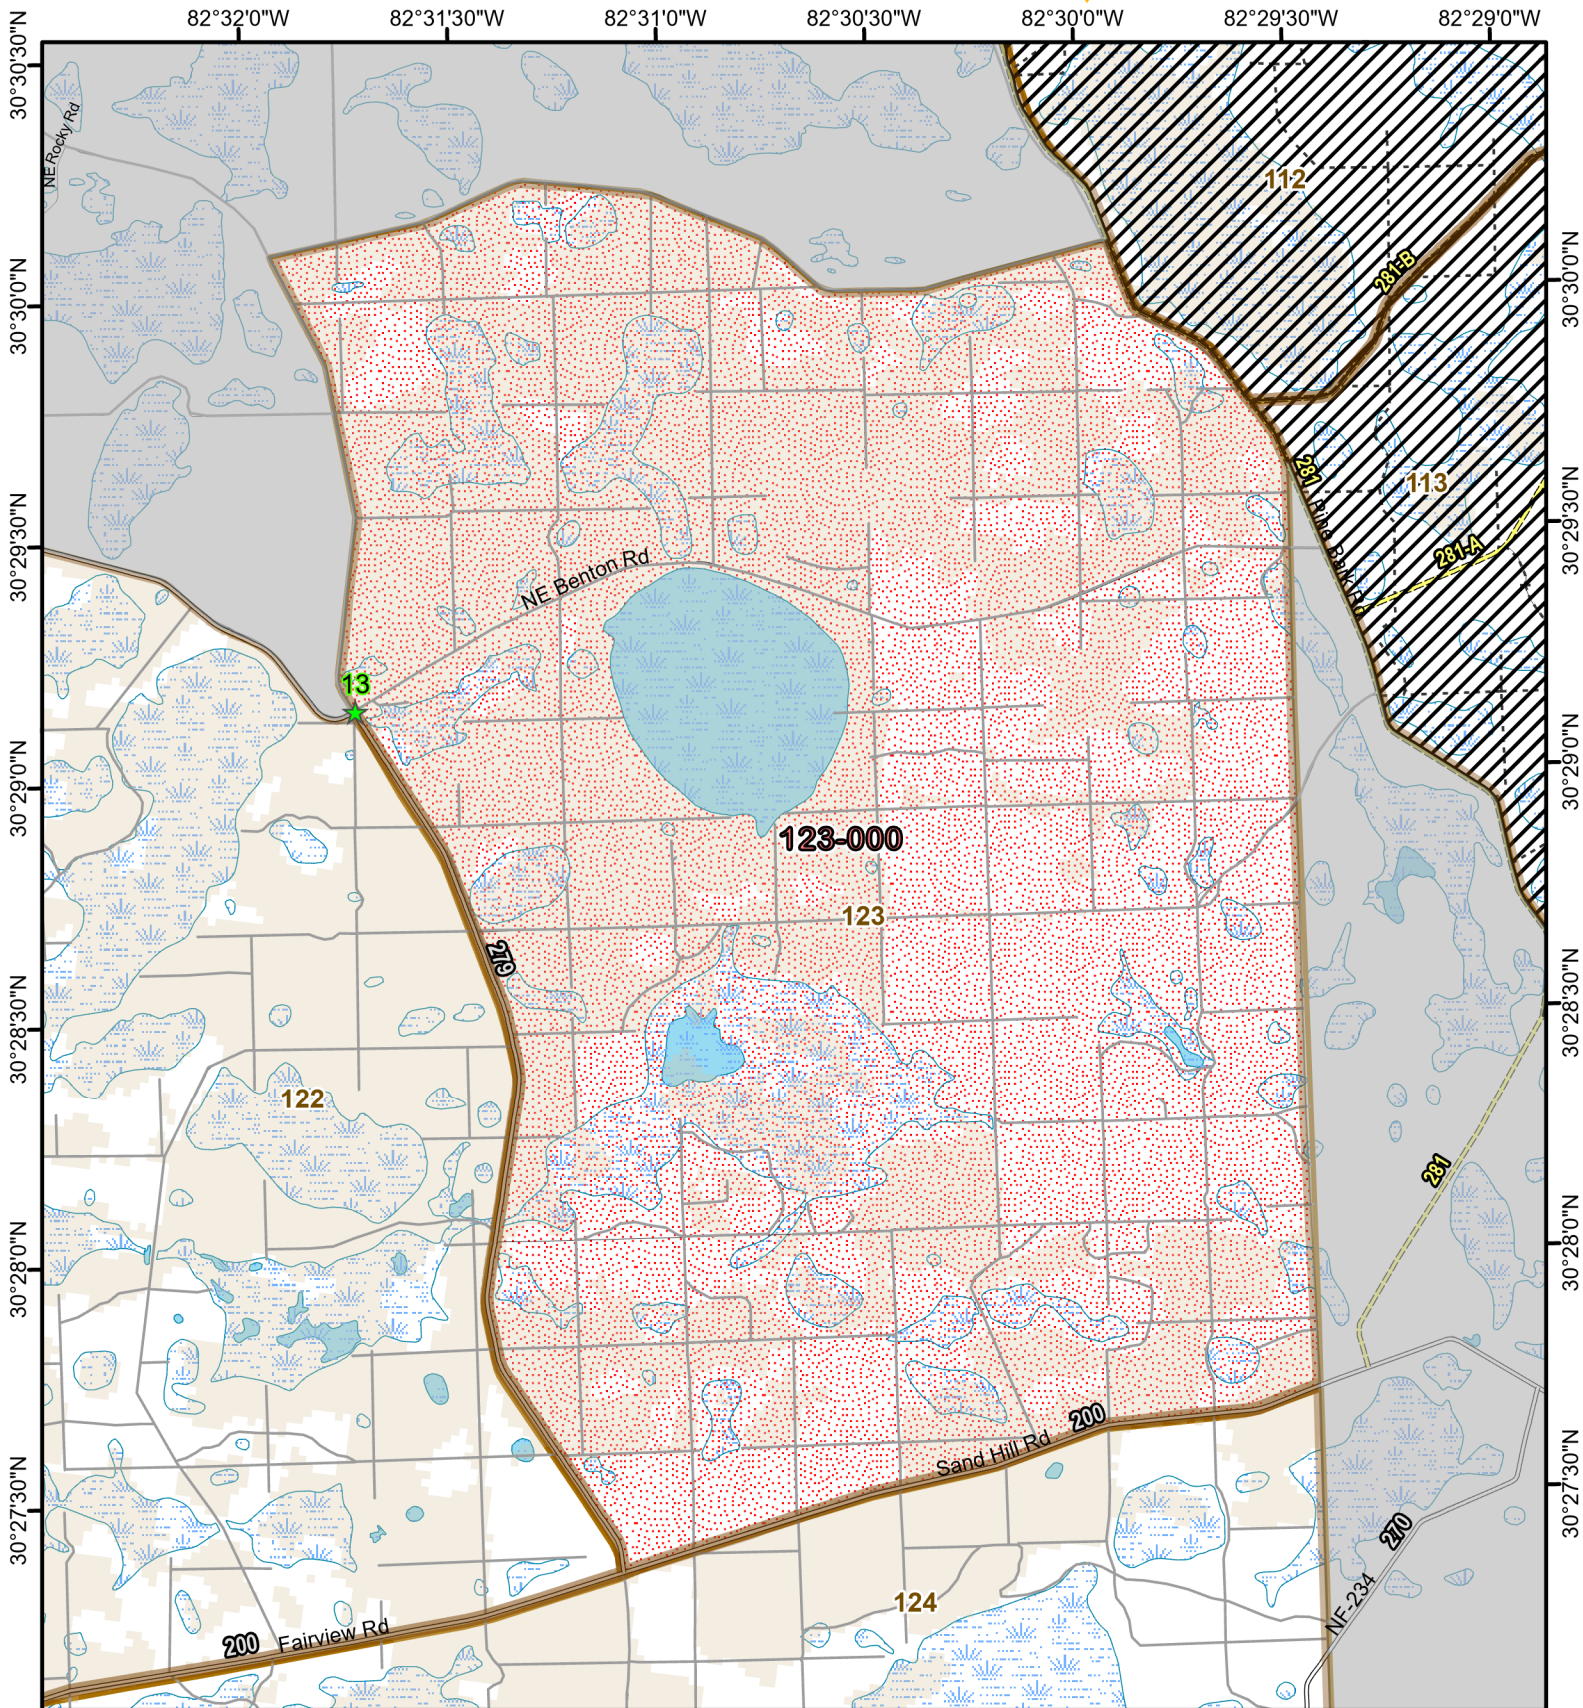 82°32'0"W
82°31'30"W
82°31'0"W
82°30'30"W
82°30'0"W
82°29'30"W
82°29'0"W
30°30'30"N
NE Rocky Rd
112
281-B
30°30'0"N
30°30'0"N
281
113
Pine Bark Rd
281-A
30°29'30"N
30°29'30"N
NE Benton Rd
13
30°29'0"N
30°29'0"N
123-000
123
279
30°28'30"N
30°28'30"N
122
281
30°28'0"N
30°28'0"N
200
Sand Hill Rd
30°27'30"N
30°27'30"N
270
NF-234
124
200
Fairview Rd